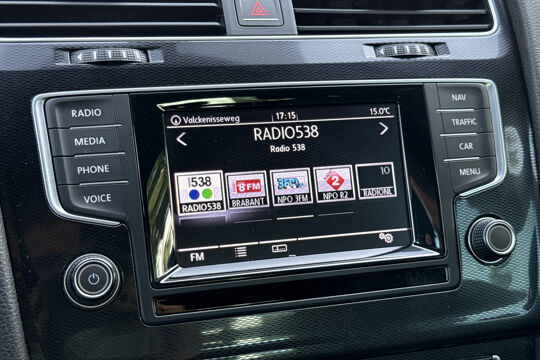 RADIO
MEDIA
PHONE
VOICE
Valckenisseweg 17:15 15.0°C
RADIO538
Radio 538
538 8FM 3FM 2 10
RADIO538 BRABANT NPO 3FM NPO R2 RADIONL
FM
NAV
TRAFFIC
CAR
MENU